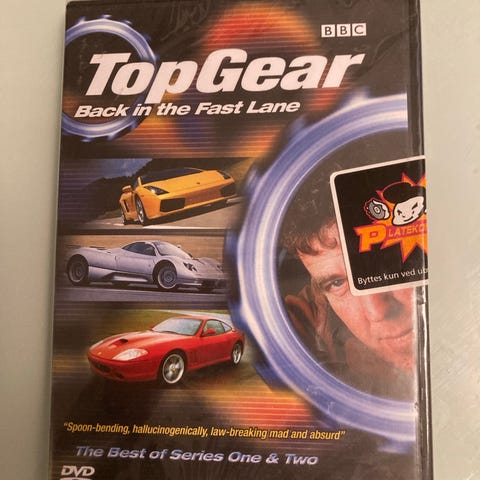 BBC
TopGear
Back in the Fast Lane
Byttes kun ved
"Spoon-bending, hallucinogenically, law-breaking mad and absurd"
The Best of Series One & Two
DVD